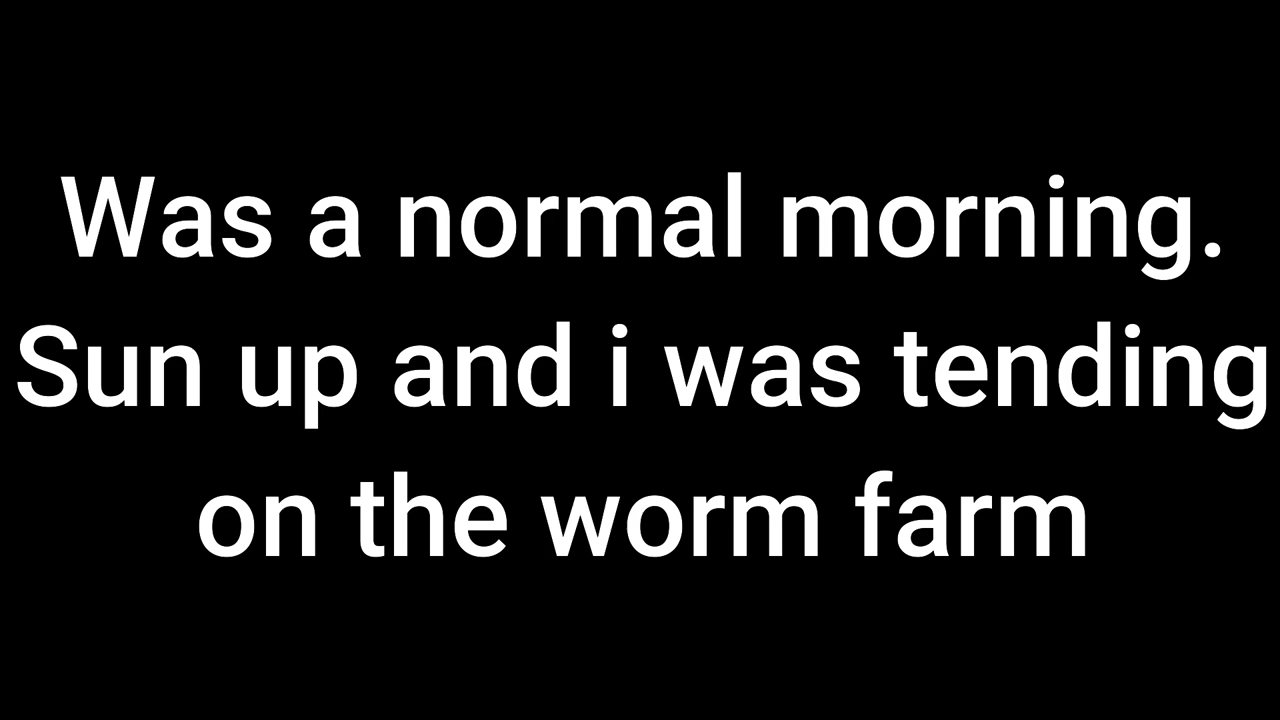 Was a normal morning.
Sun up and i was tending
on the worm farm